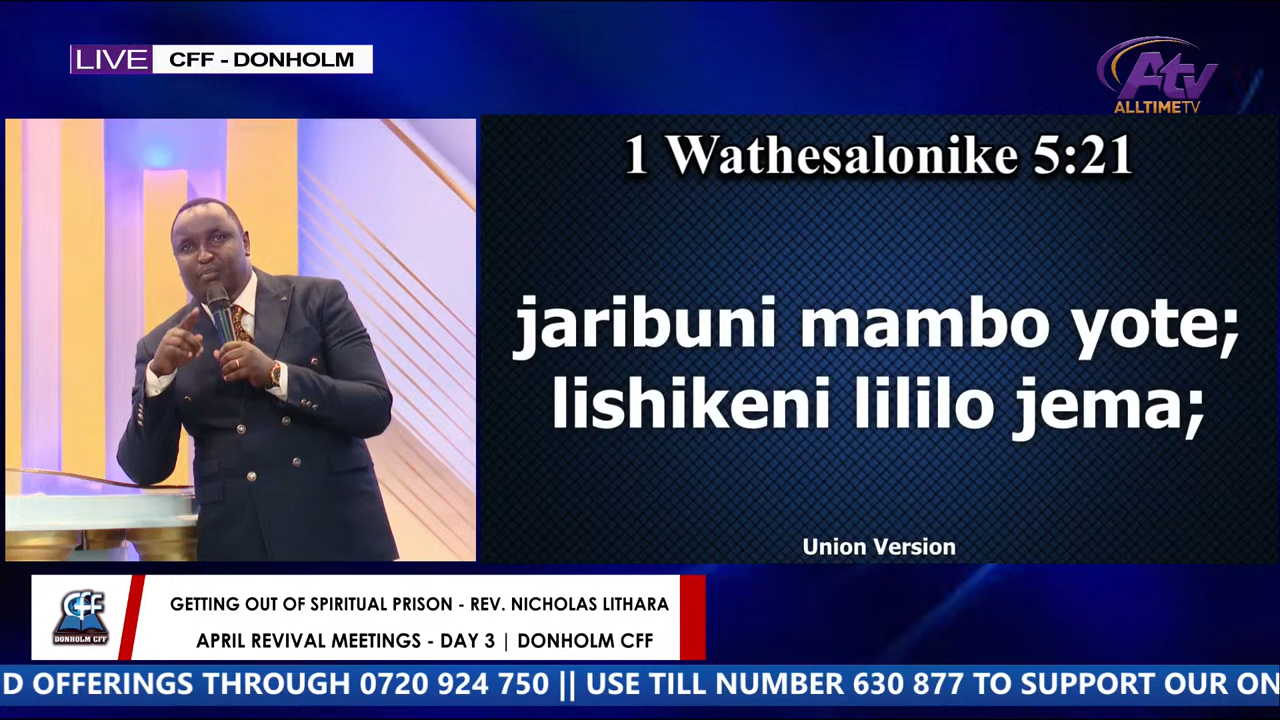 LIVE CFF - DONHOLM
Atv
ALLTIMETV
1 Wathesalonike 5:21
jaribuni mambo yote;
lishikeni lililo jema;
Union Version
cff
DONHOLM CFF
GETTING OUT OF SPIRITUAL PRISON - REV. NICHOLAS LITHARA
APRIL REVIVAL MEETINGS - DAY 3 | DONHOLM CFF
D OFFERINGS THROUGH 0720 924 750 || USE TILL NUMBER 630 877 TO SUPPORT OUR ON